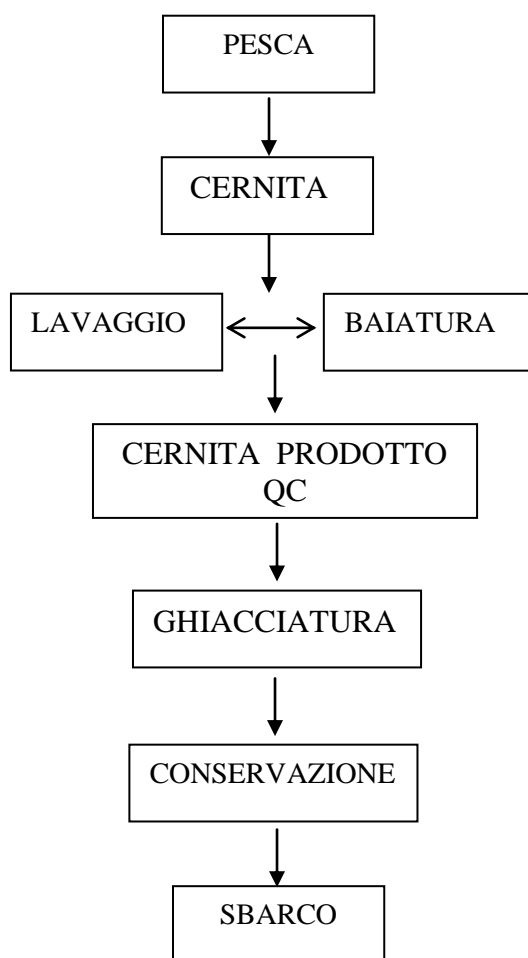 PESCA
CERNITA
LAVAGGIO
BAIATURA
CERNITA PRODOTTO
QC
GHIACCIATURA
CONSERVAZIONE
SBARCO